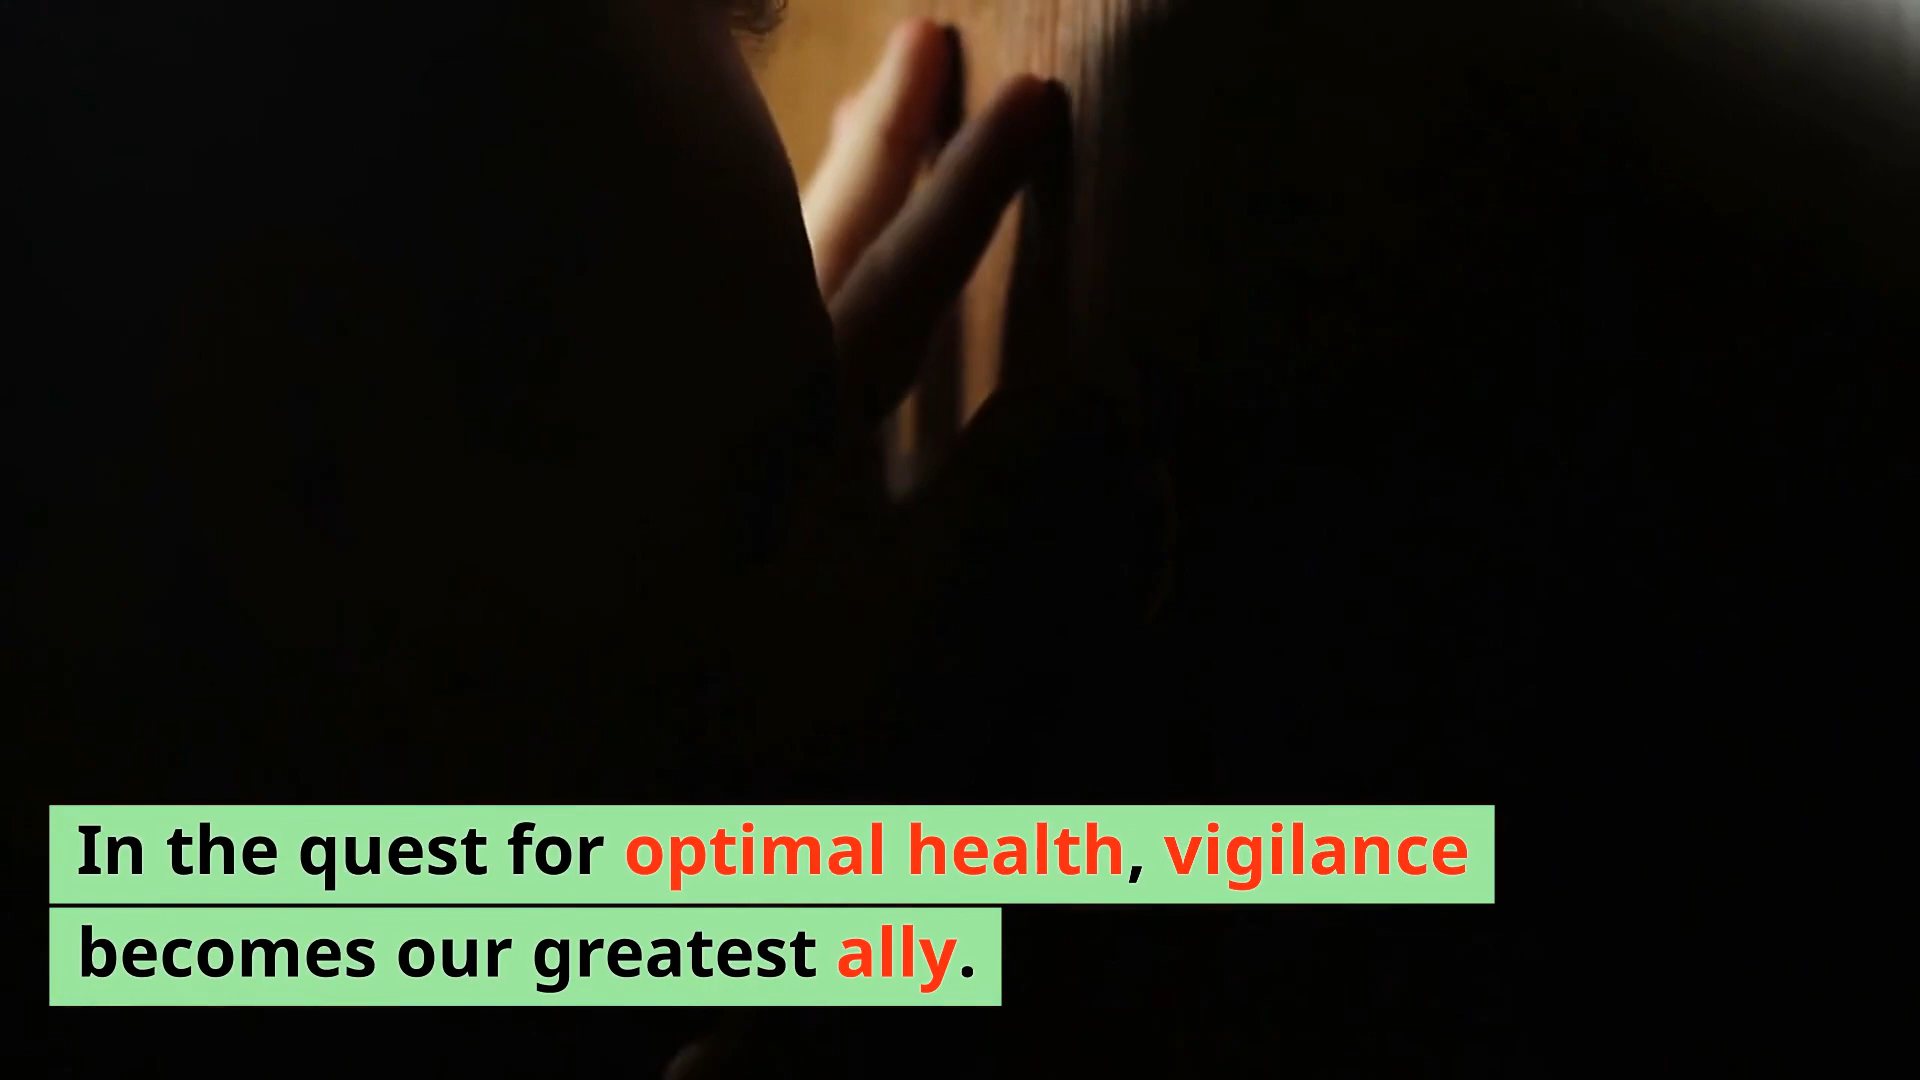 In the quest for optimal health, vigilance
becomes our greatest ally.